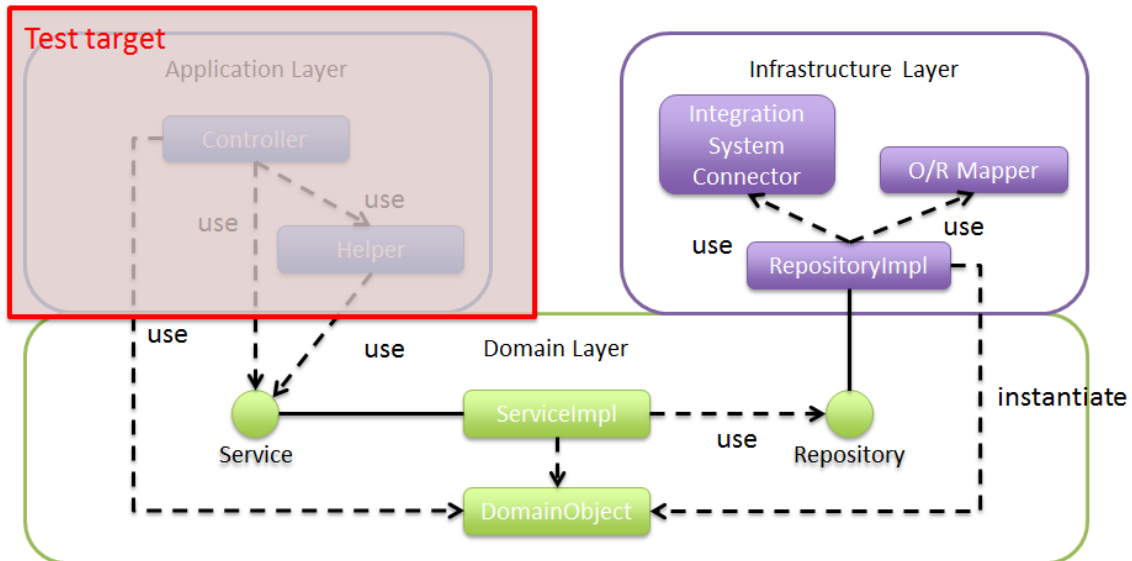 Test target
Application Layer
Controller
use
use
Helper
use
use
Infrastructure Layer
Integration
System
Connector
O/R Mapper
use
use
RepositoryImpl
instantiate
Domain Layer
Service
ServiceImpl
use
Repository
DomainObject